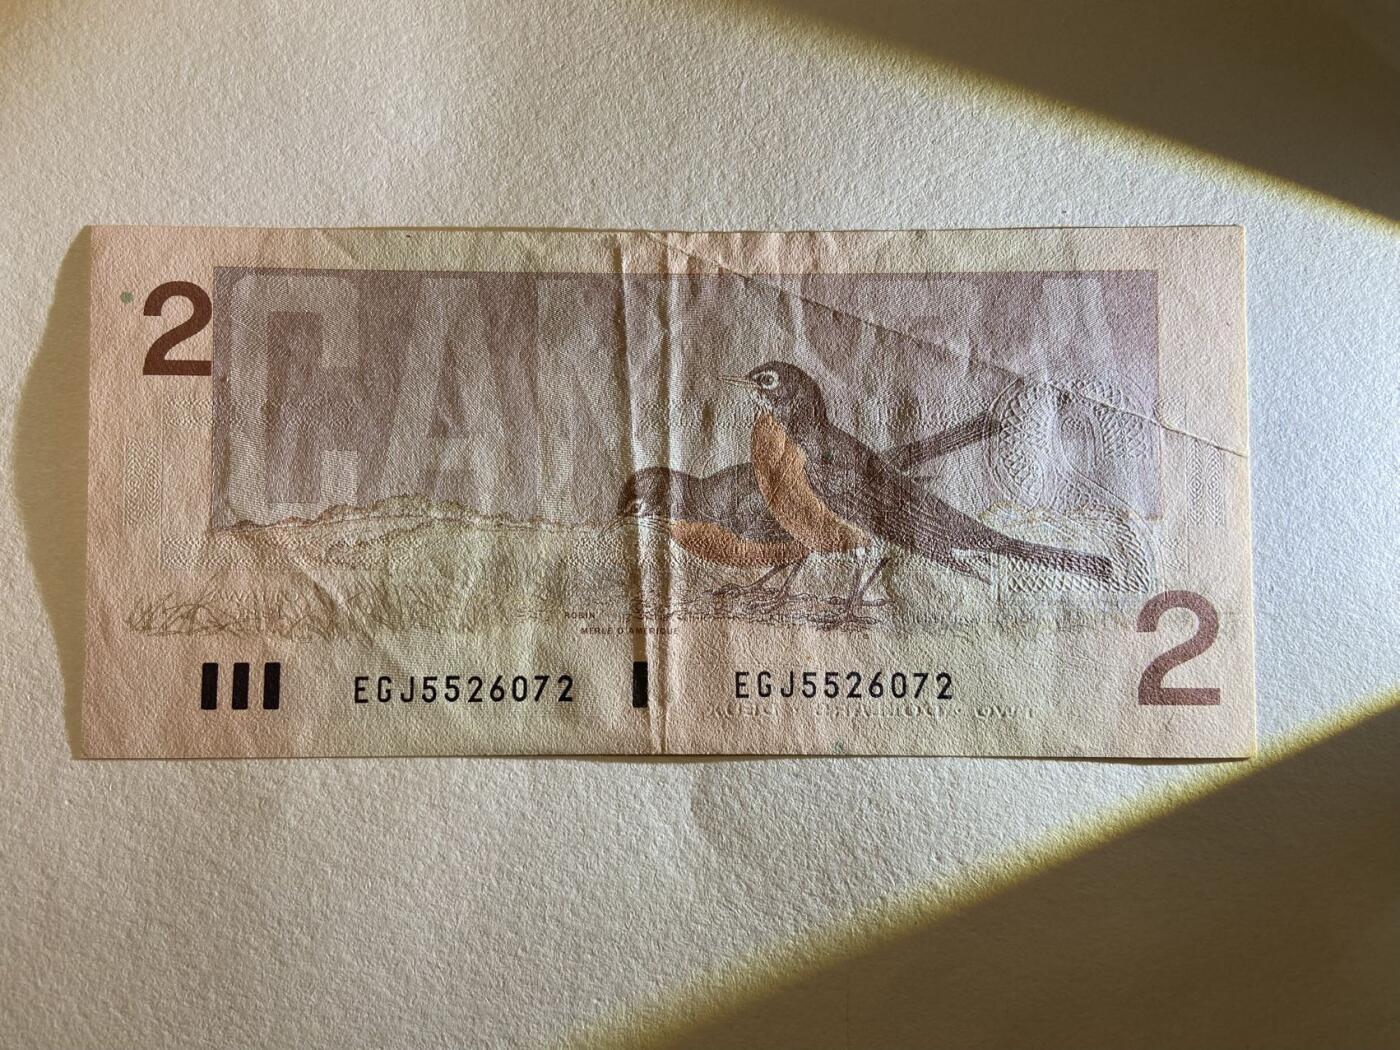 2
CANADA
ROBIN
MERLE D'AMÉRIQUE
EGJ5526072 EGJ5526072
2